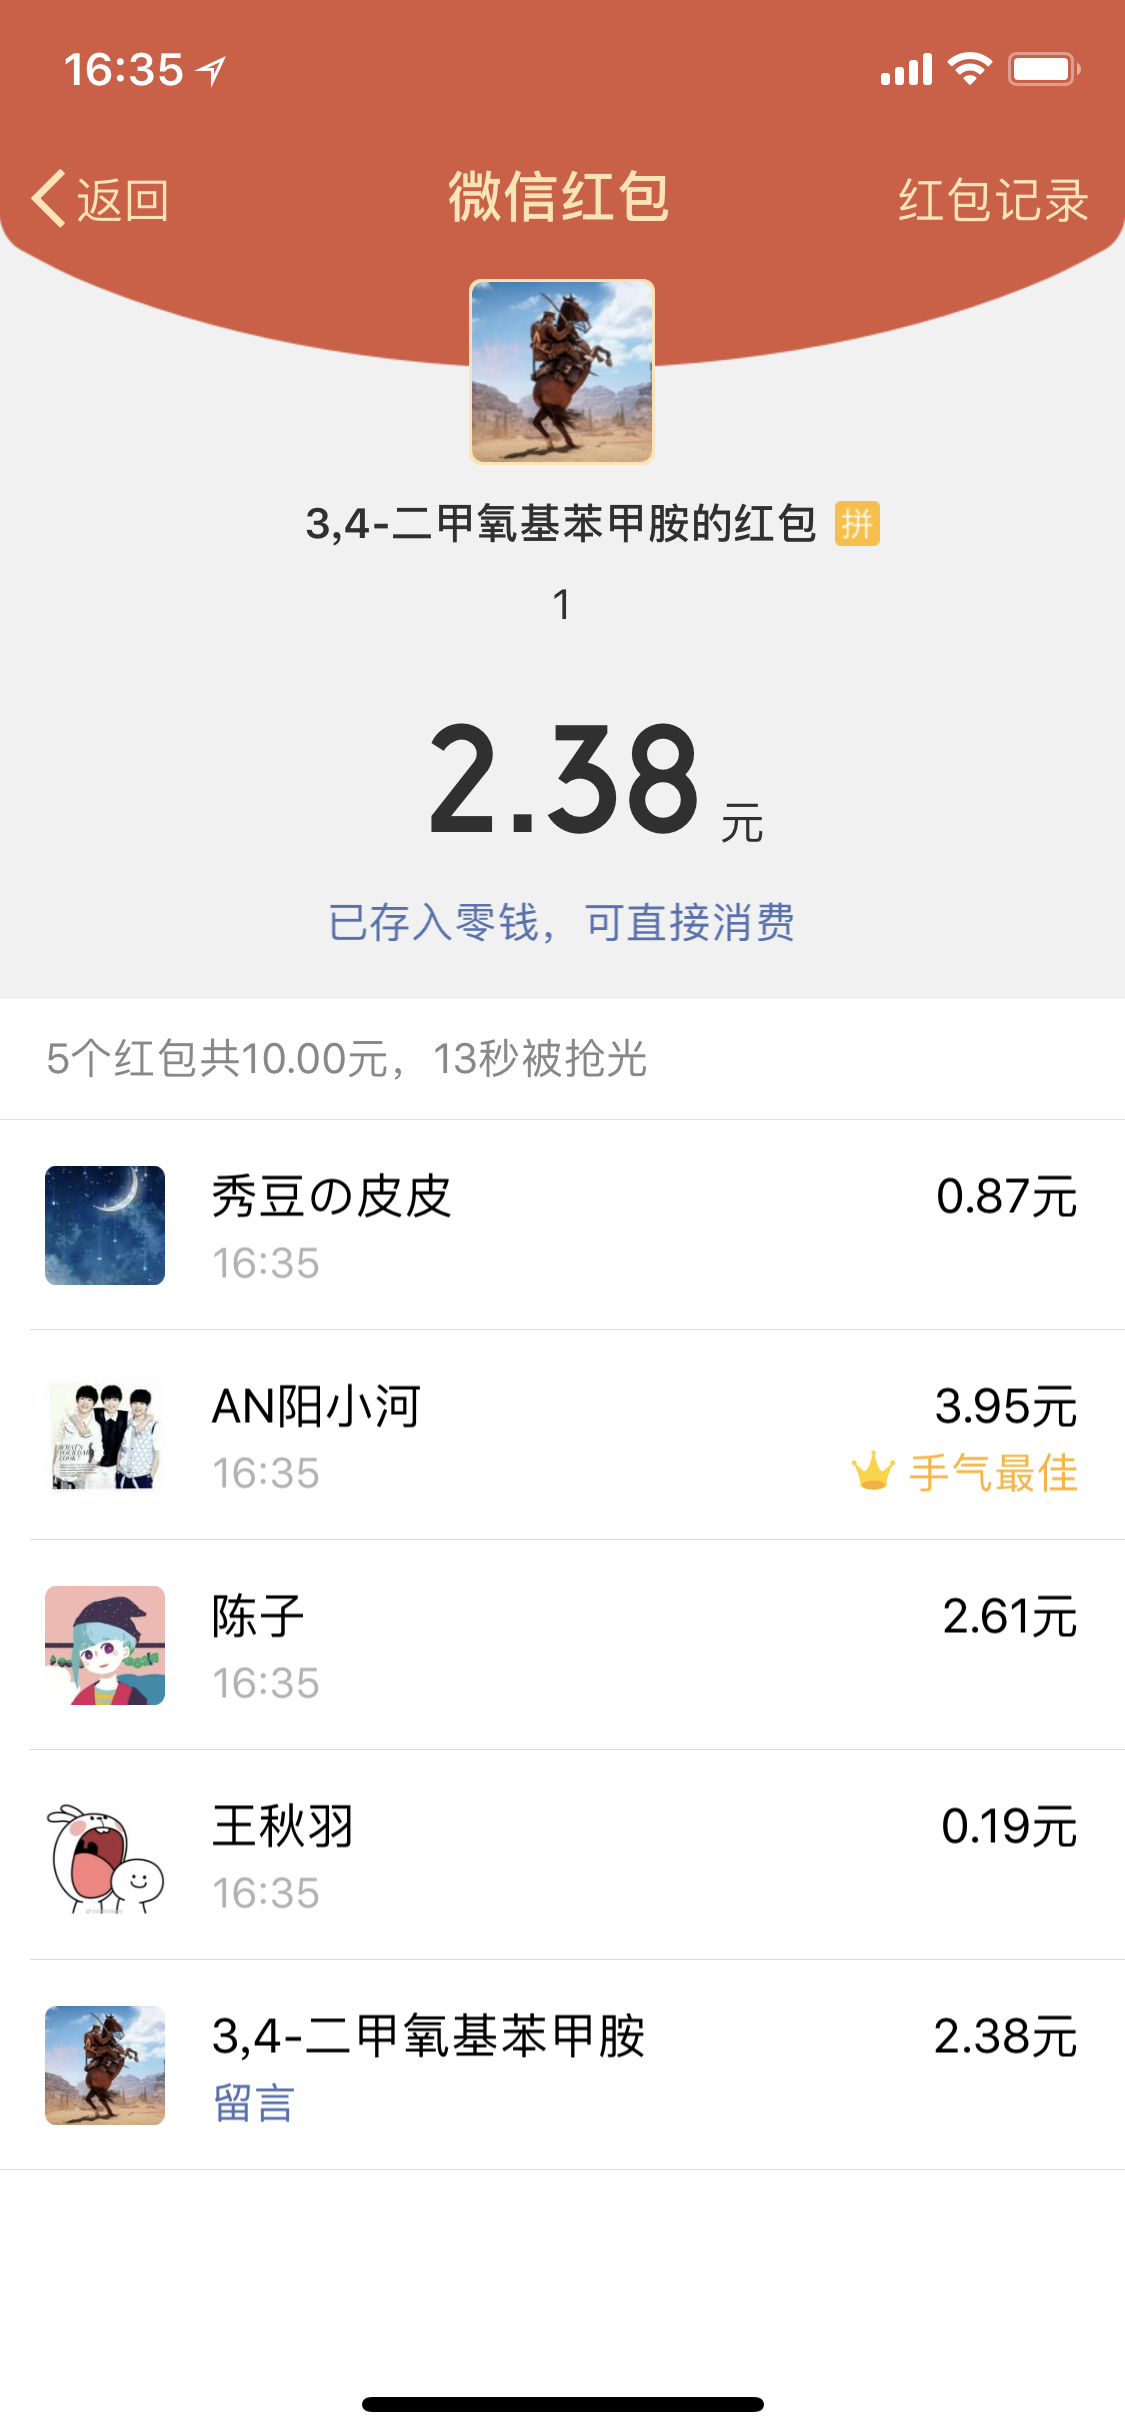 16:35
返回
微信红包
红包记录
3,4-二甲氧基苯甲胺的红包 拼
1
2.38 元
已存入零钱，可直接消费
5个红包共10.00元，13秒被抢光
秀豆の皮皮
0.87元
16:35
AN阳小河
3.95元
16:35
手气最佳
陈子
2.61元
16:35
王秋羽
0.19元
16:35
3,4-二甲氧基苯甲胺
2.38元
留言